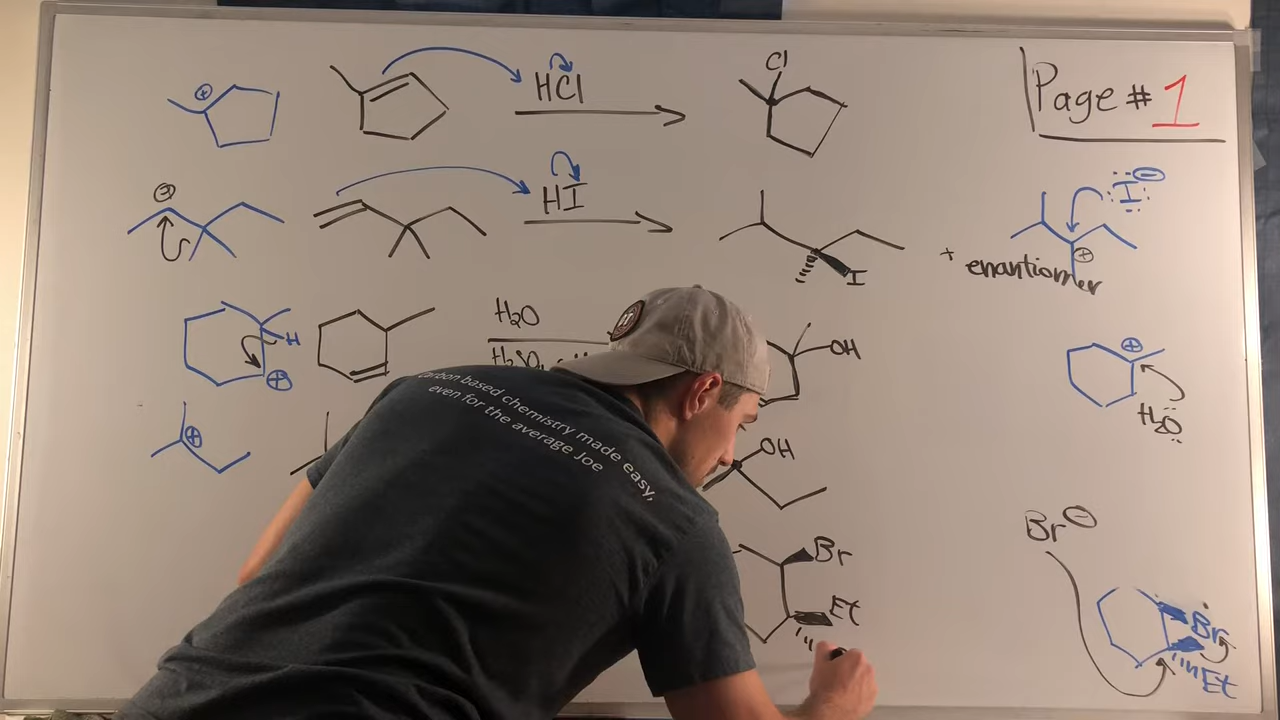 Page # 1
Cl
HCl
HI
I
+ enantiomer
I
H2O
H2SO4
H
OH
H2O
OH
Carbon based chemistry made easy,
even for the average Joe
Br
Br
Et
Br
Et